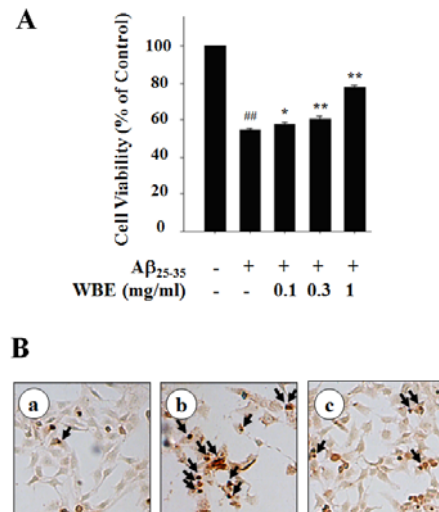 A
Cell Viability (% of Control)
100
80
60
40
20
0
##
*
**
**
Aβ25-35 - + + + +
WBE (mg/ml) - - 0.1 0.3 1
B
a b c